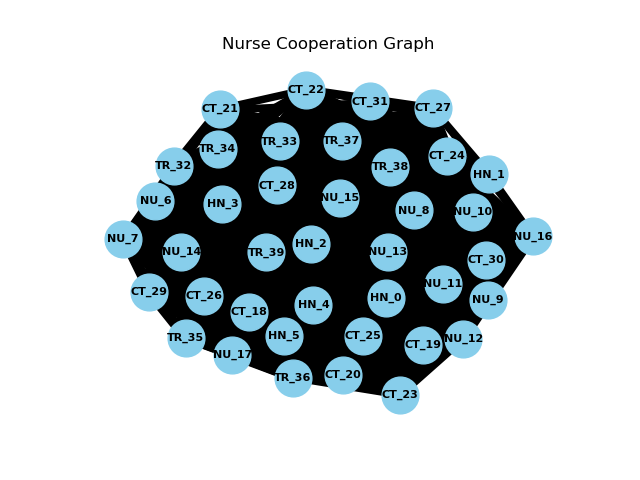 Nurse Cooperation Graph
CT_22
CT_31
CT_21
CT_27
TR_33
TR_37
TR_34
CT_24
TR_32
TR_38
HN_1
CT_28
NU_15
NU_6
HN_3
NU_8
NU_10
NU_7
NU_16
HN_2
NU_14
TR_39
NU_13
CT_30
NU_11
CT_29
CT_26
HN_0
NU_9
HN_4
CT_18
TR_35
HN_5
CT_25
NU_12
CT_19
NU_17
CT_20
TR_36
CT_23